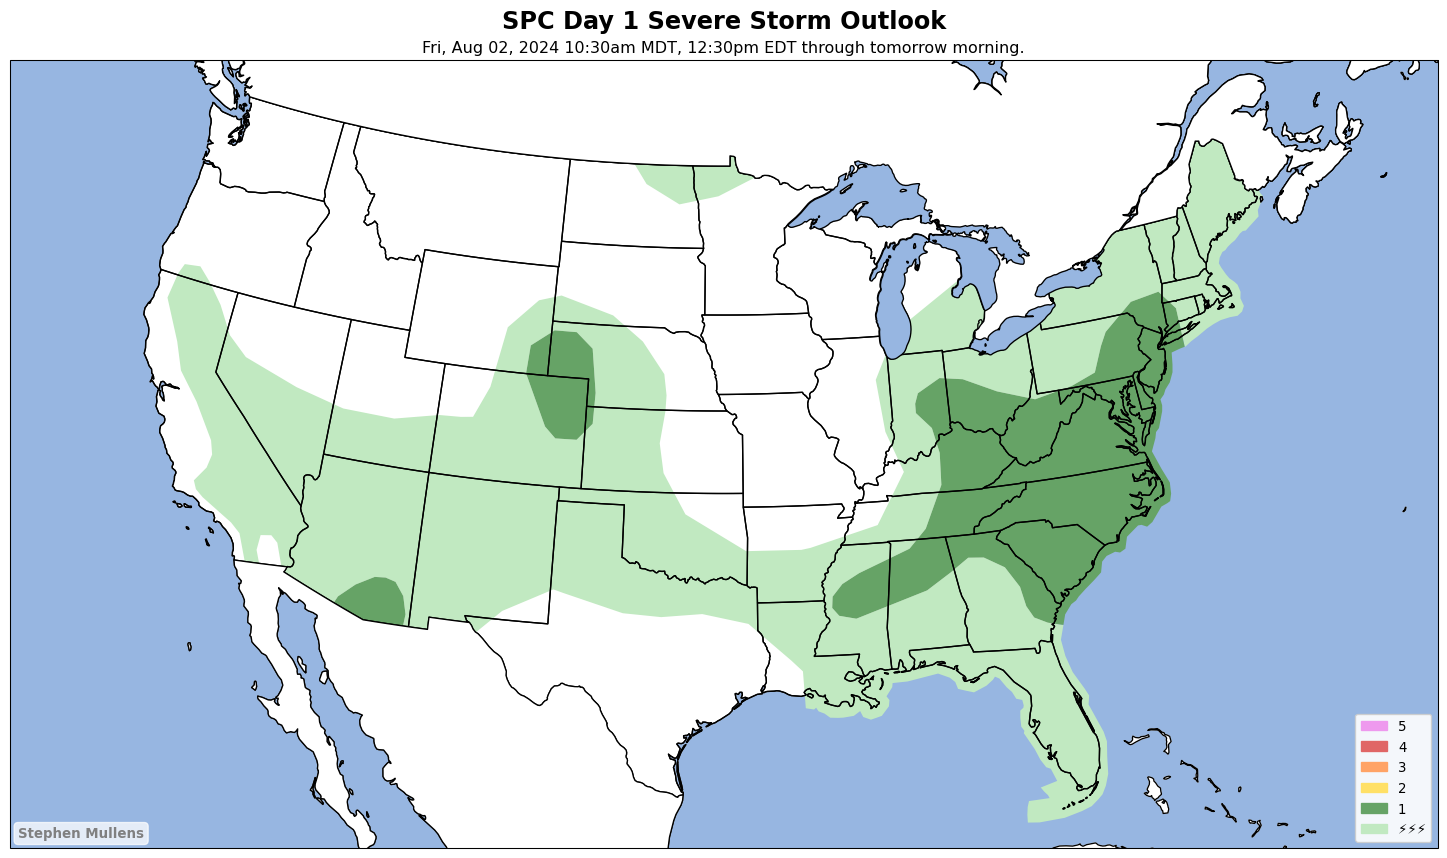 SPC Day 1 Severe Storm Outlook
Fri, Aug 02, 2024 10:30am MDT, 12:30pm EDT through tomorrow morning.
5
4
3
2
1
⚡⚡⚡
Stephen Mullens